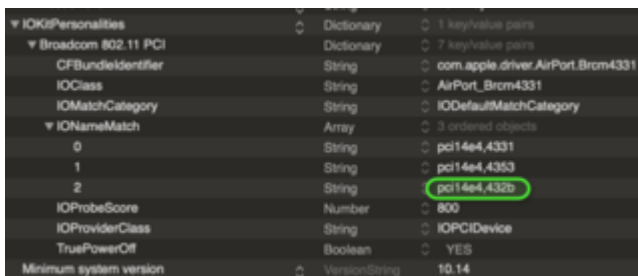 IOKitPersonalities Dictionary 1 key/value pairs
Broadcom 802.11 PCI Dictionary 7 key/value pairs
CFBundleIdentifier String com.apple.driver.AirPort.Brcm4331
IOClass String AirPort_Brcm4331
IOMatchCategory String IODefaultMatchCategory
IONameMatch Array 3 ordered objects
0 String pci14e4,4331
1 String pci14e4,4353
2 String pci14e4,432b
IOProbeScore Number 800
IOProviderClass String IOPCIDevice
TruePowerOff Boolean YES
Minimum system version VersionString 10.14